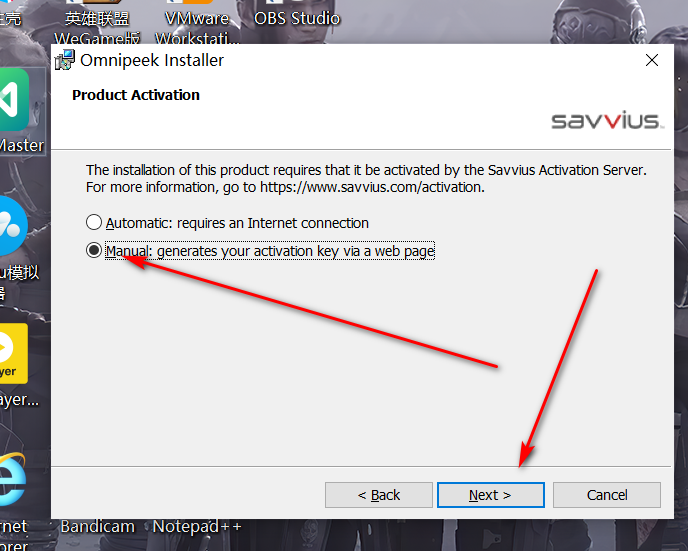 英雄联盟
VMware
OBS Studio
WeGame版
Workstati...
Omnipeek Installer
Product Activation
savvius
Master
The installation of this product requires that it be activated by the Savvius Activation Server.
For more information, go to https://www.savvius.com/activation.
Automatic: requires an Internet connection
Manual: generates your activation key via a web page
u模拟
器
yer
ayer...
< Back
Next >
Cancel
rnet
Bandicam
Notepad++
orer